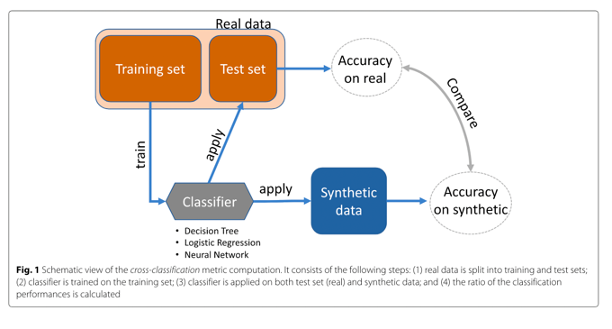 Real data
Training set
Test set
Accuracy
on real
train
apply
Compare
Classifier
apply
Synthetic
data
Accuracy
on synthetic
• Decision Tree
• Logistic Regression
• Neural Network
Fig. 1 Schematic view of the cross-classification metric computation. It consists of the following steps: (1) real data is split into training and test sets;
(2) classifier is trained on the training set; (3) classifier is applied on both test set (real) and synthetic data; and (4) the ratio of the classification
performances is calculated